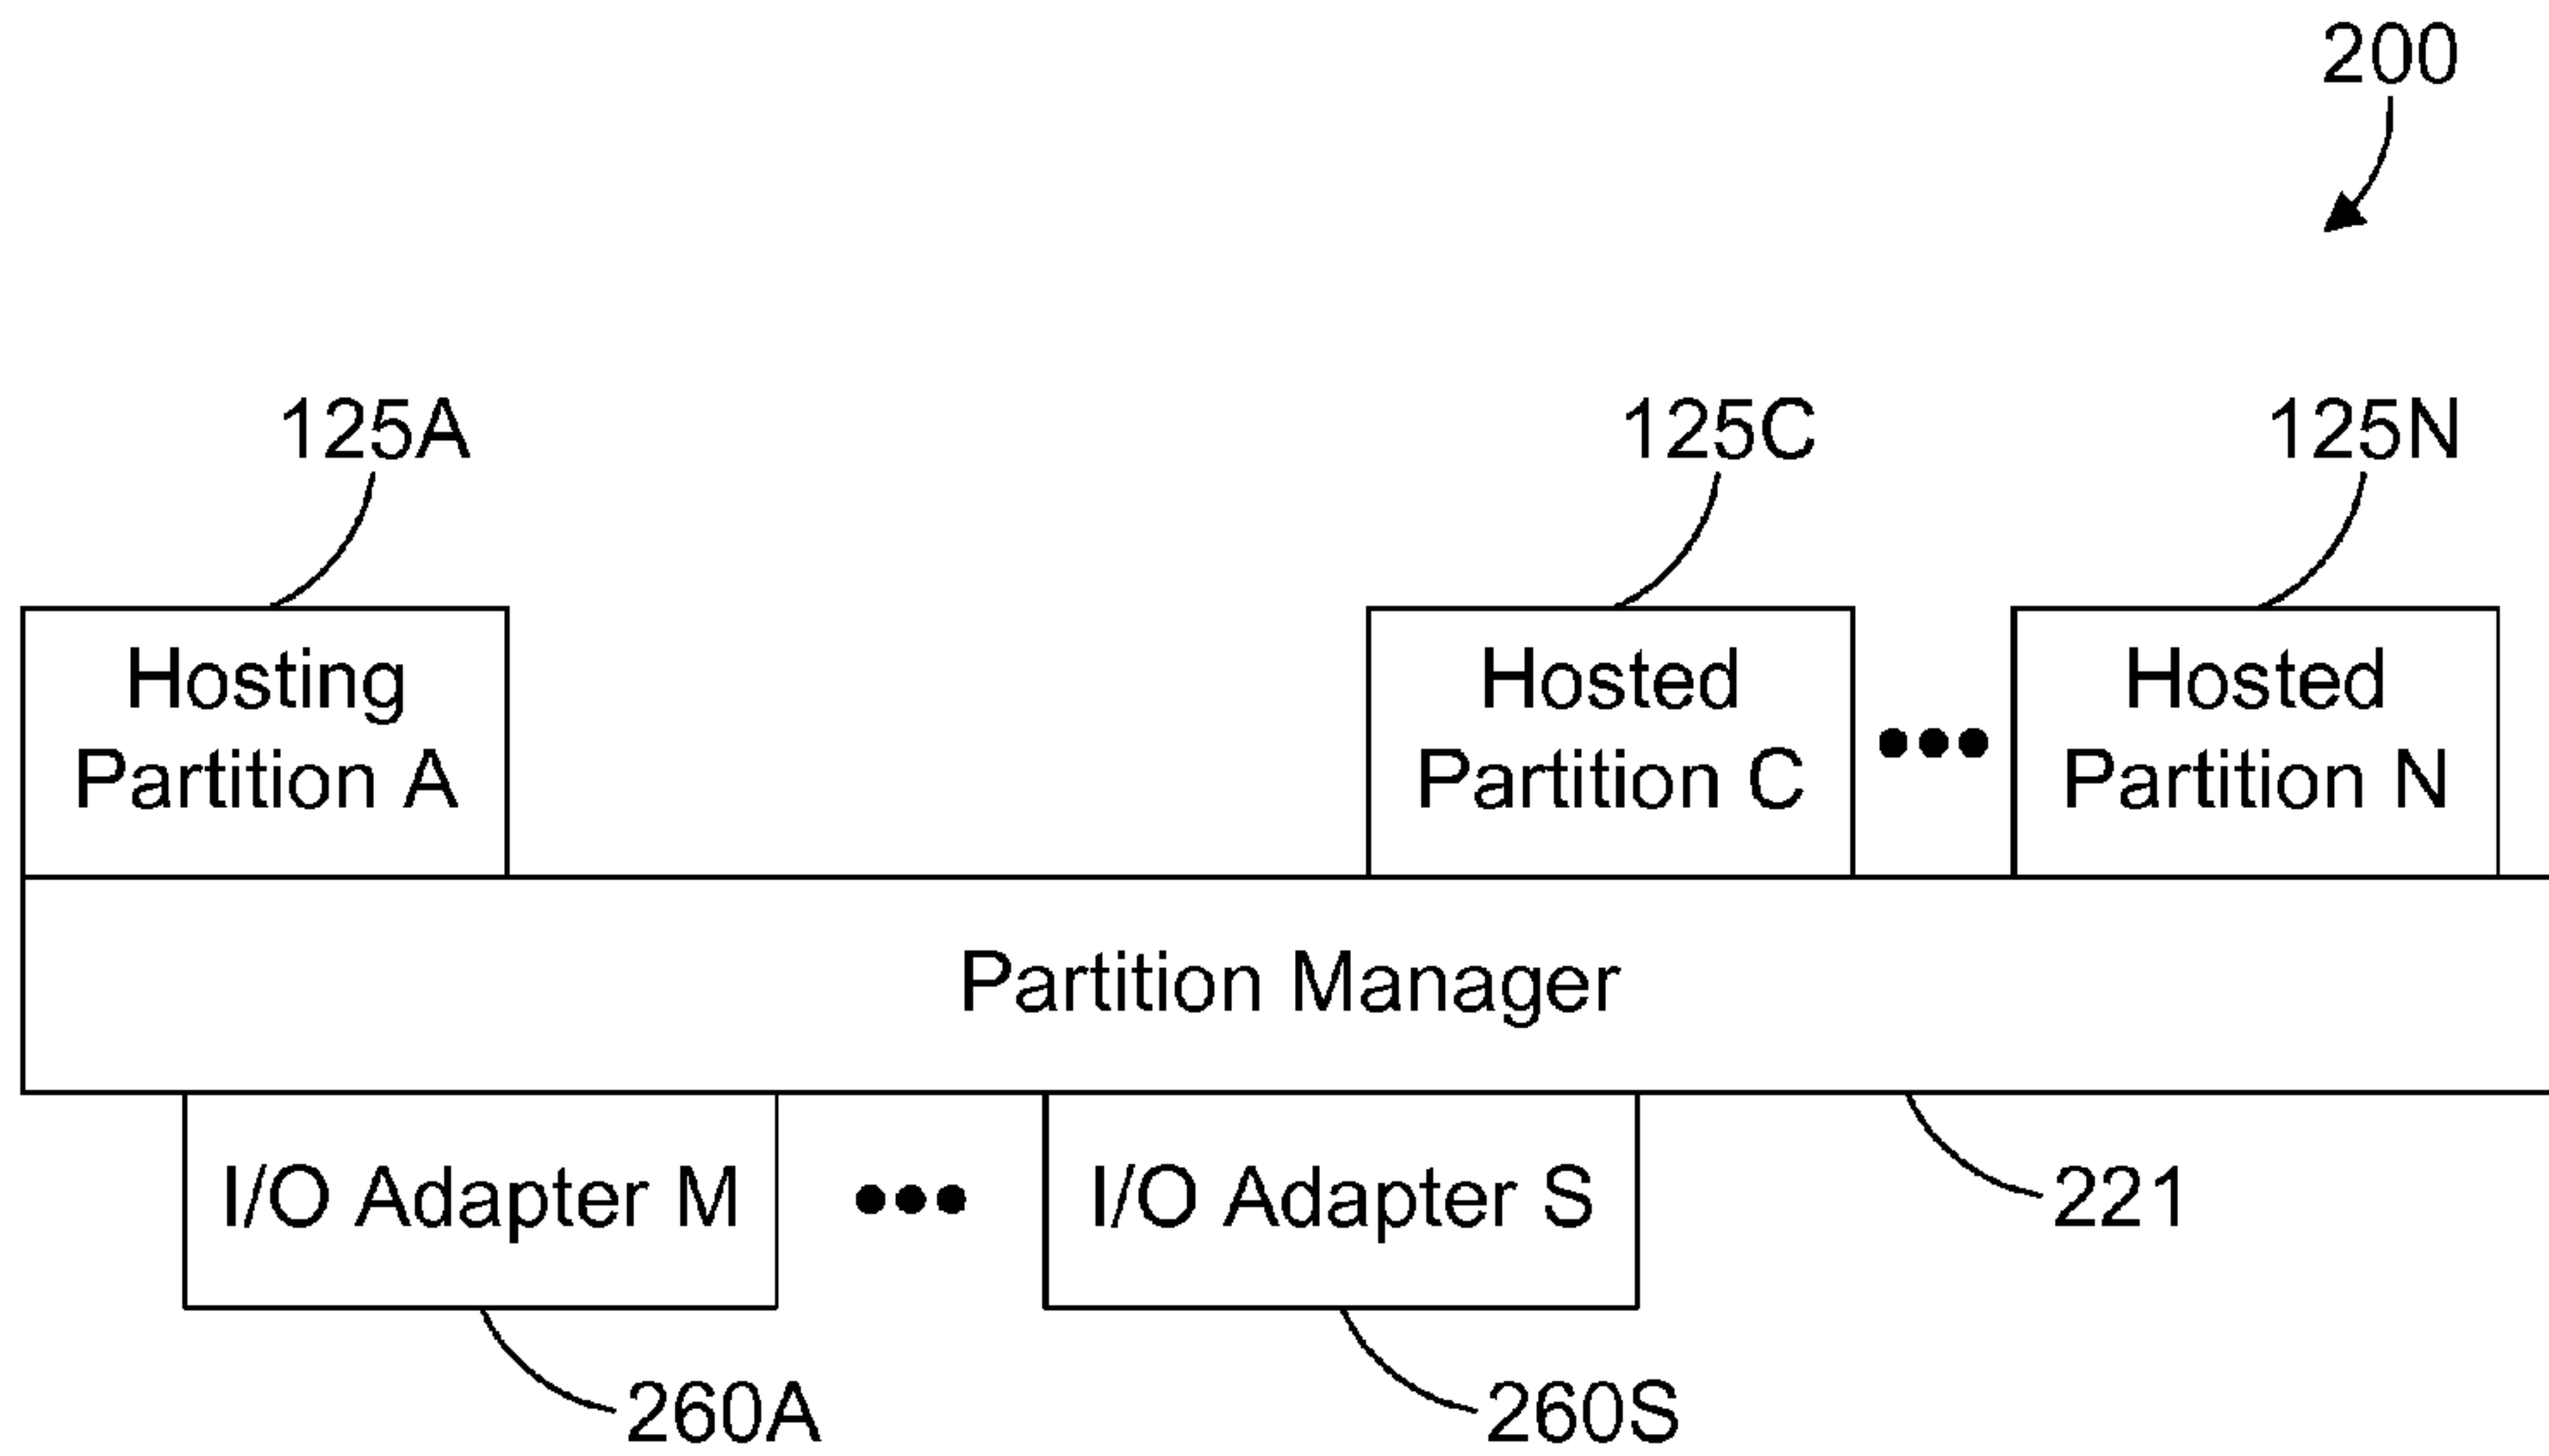 200
125A
125C
125N
Hosting
Partition A
Hosted
Partition C
Hosted
Partition N
Partition Manager
I/O Adapter M
I/O Adapter S
221
260A
260S